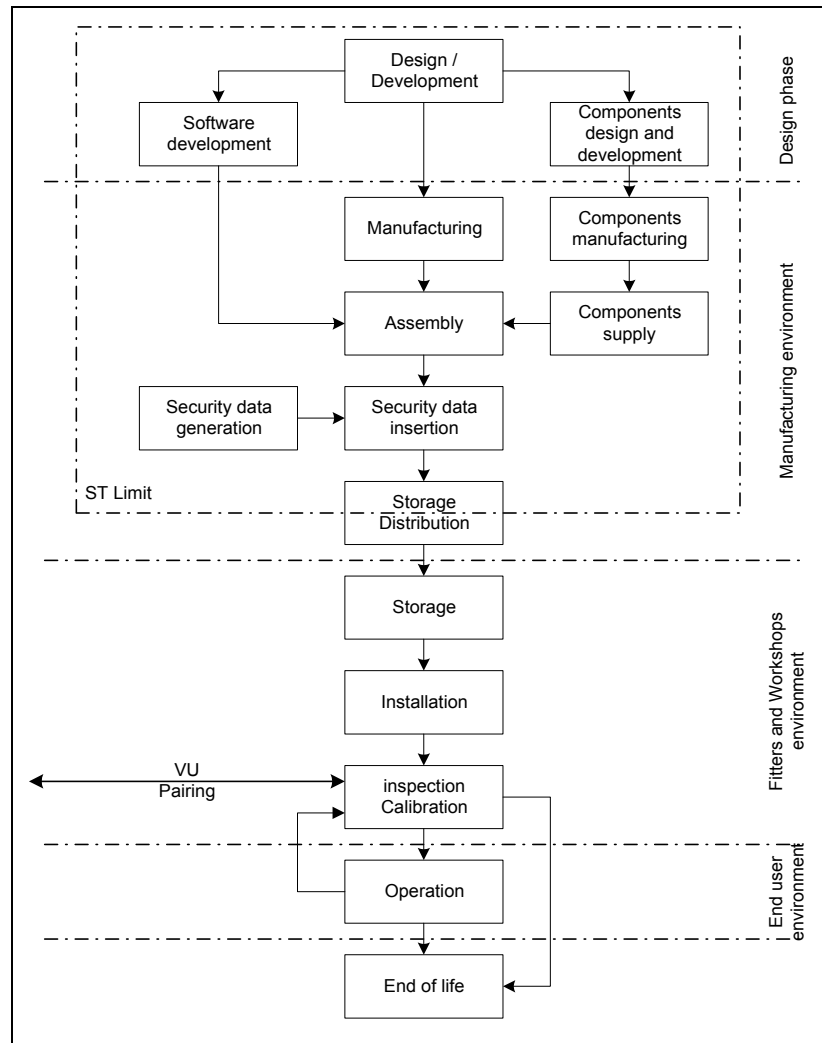 Design /
Development
Software
development
Components
design and
development
Design phase
Manufacturing
Components
manufacturing
Assembly
Components
supply
Security data
generation
Security data
insertion
Manufacturing environment
ST Limit
Storage
Distribution
Storage
Installation
Fitters and Workshops
environment
VU
Pairing
inspection
Calibration
Operation
End user
environment
End of life